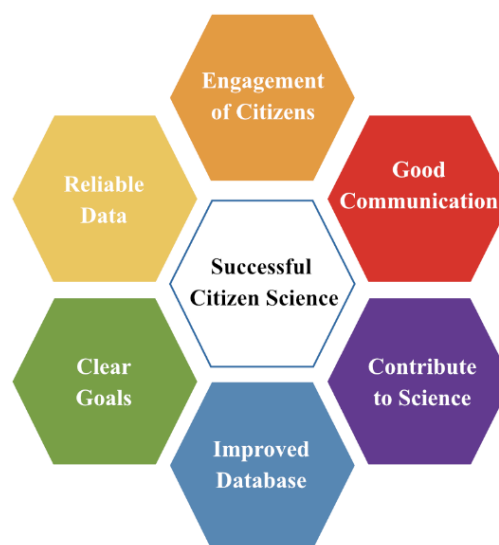 Engagement
of Citizens
Reliable
Data
Good
Communication
Successful
Citizen Science
Clear
Goals
Contribute
to Science
Improved
Database